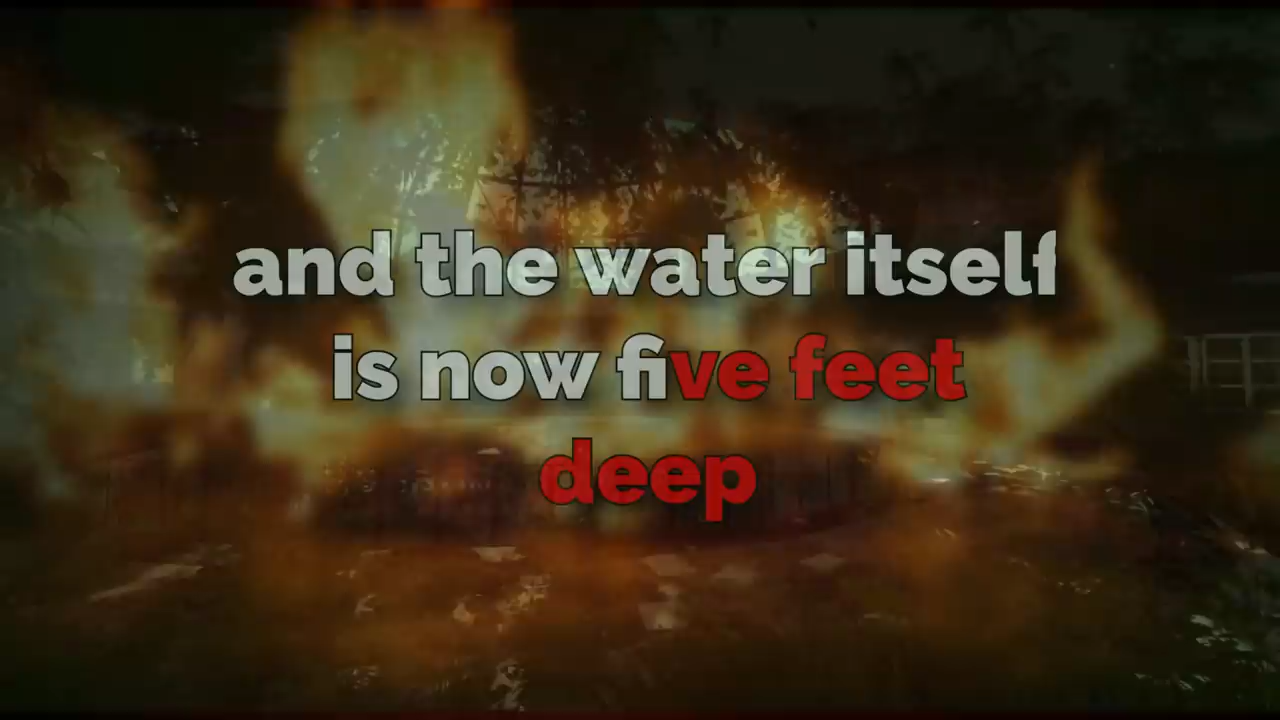 and the water itself
is now five feet
deep